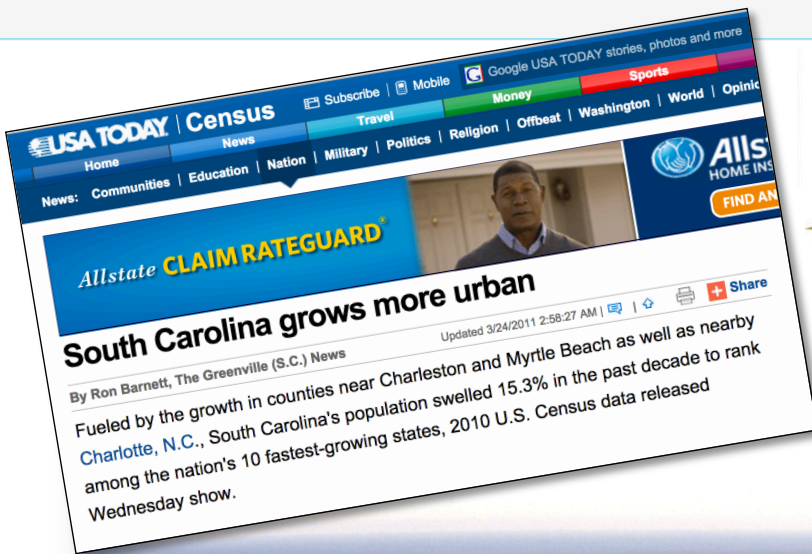 USA TODAY | Census
Subscribe | Mobile
Google USA TODAY stories, photos and more
Home News Travel Money Sports
News: Communities | Education | Nation | Military | Politics | Religion | Offbeat | Washington | World |
Allstate CLAIM RATEGUARD®
HOME
FIND AN
South Carolina grows more urban
By Ron Barnett, The Greenville (S.C.) News
Updated 3/24/2011 2:58:27 AM | | Share
Fueled by the growth in counties near Charleston and Myrtle Beach as well as nearby
Charlotte, N.C., South Carolina's population swelled 15.3% in the past decade to rank
among the nation's 10 fastest-growing states, 2010 U.S. Census data released
Wednesday show.